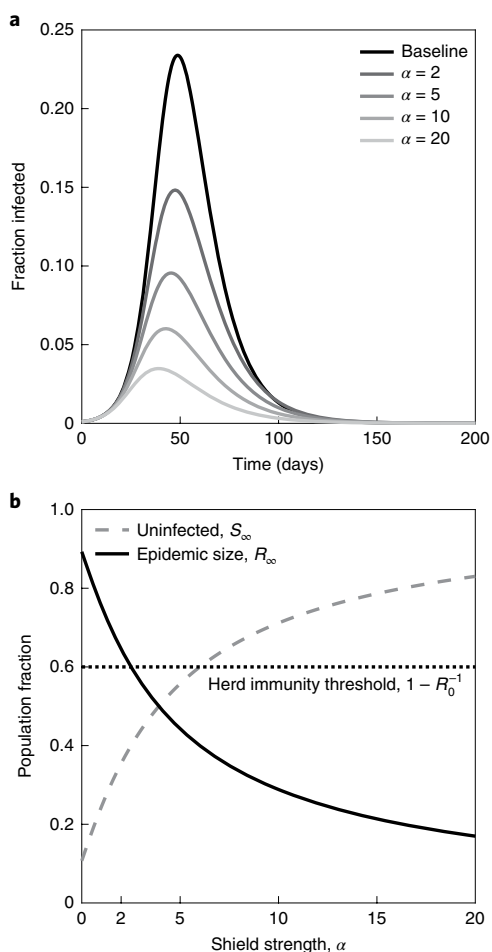 a
0.25
0.20
0.15
0.10
0.05
0
Fraction infected
Baseline
α = 2
α = 5
α = 10
α = 20
0 50 100 150 200
Time (days)
b
1.0
0.8
0.6
0.4
0.2
0
Population fraction
Uninfected, S∞
Epidemic size, R∞
Herd immunity threshold, 1 − R₀⁻¹
0 2 5 10 15 20
Shield strength, α